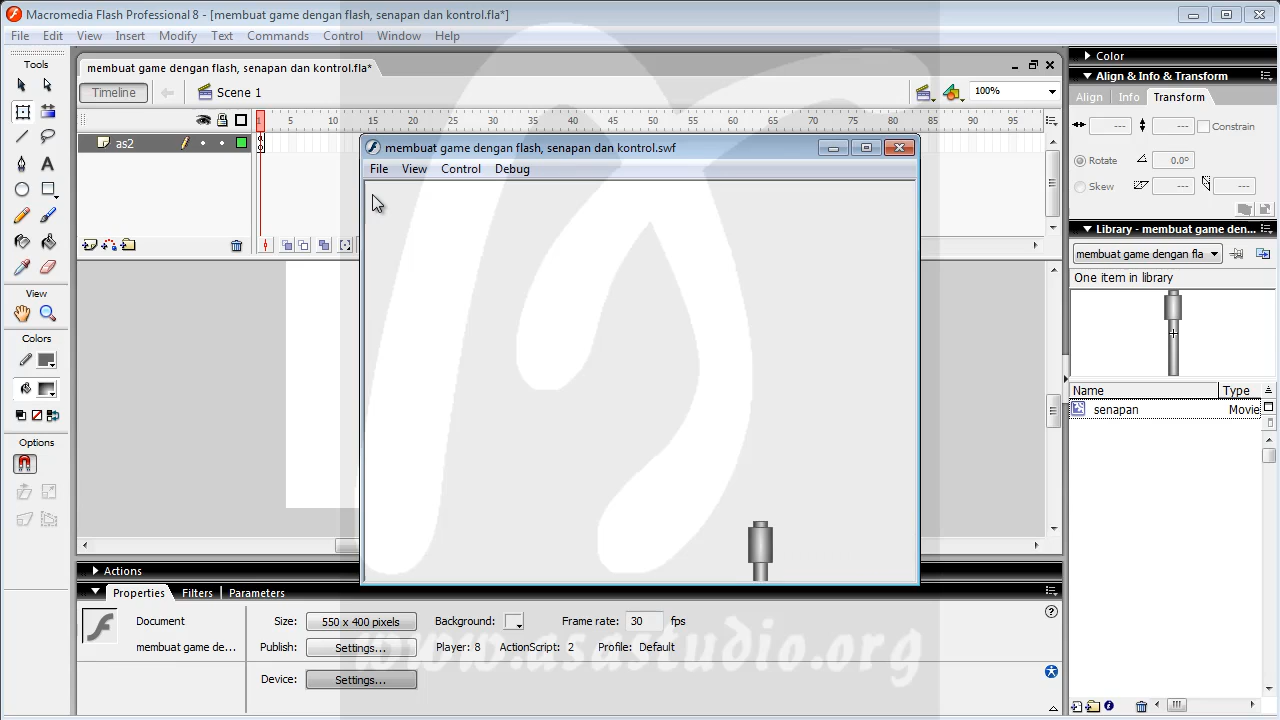 Macromedia Flash Professional 8 - [membuat game dengan flash, senapan dan kontrol.fla*]
File Edit View Insert Modify Text Commands Control Window Help
Tools
membuat game dengan flash, senapan dan kontrol.fla*
Timeline
Scene 1
100%
1 5 10 15 20 25 30 35 40 45 50 55 60 65 70 75 80 85 90 95
as2
membuat game dengan flash, senapan dan kontrol.swf
File View Control Debug
View
Colors
Options
Color
Align & Info & Transform
Align Info Transform
--- --- Constrain
Rotate 0.0°
Skew --- ---
Library - membuat game den...
membuat game dengan fla
One item in library
Name Type
senapan Movie
Actions
Properties Filters Parameters
Document
membuat game de...
Size: 550 x 400 pixels Background: Frame rate: 30 fps
Publish: Settings... Player: 8 ActionScript: 2 Profile: Default
Device: Settings...
www.asastudio.org